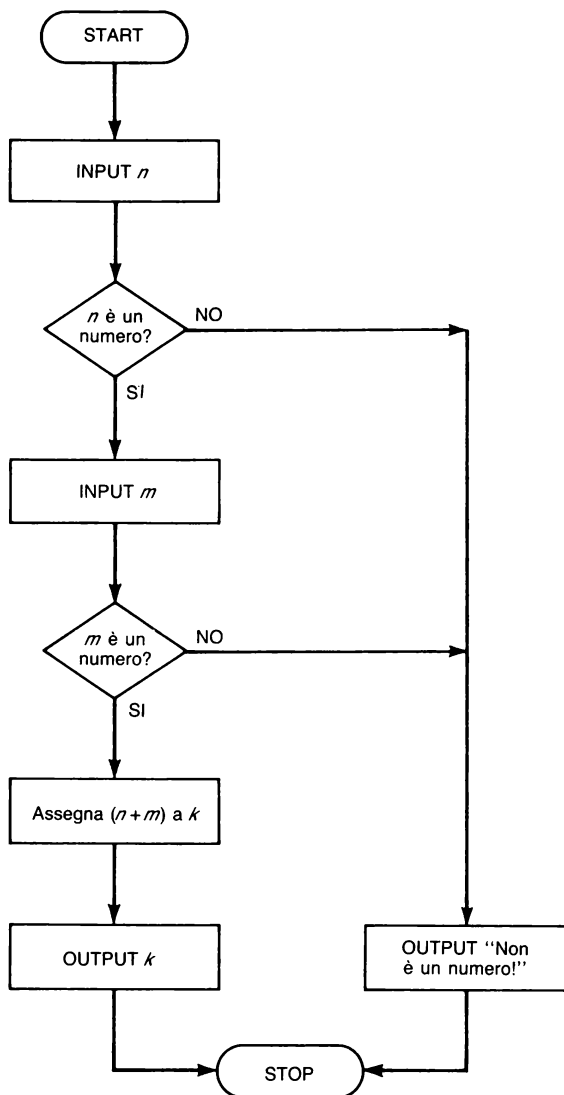 START
INPUT n
n è un
numero?
NO
SI
INPUT m
m è un
numero?
NO
SI
Assegna (n+m) a k
OUTPUT k
OUTPUT ‘‘Non
è un numero!’’
STOP